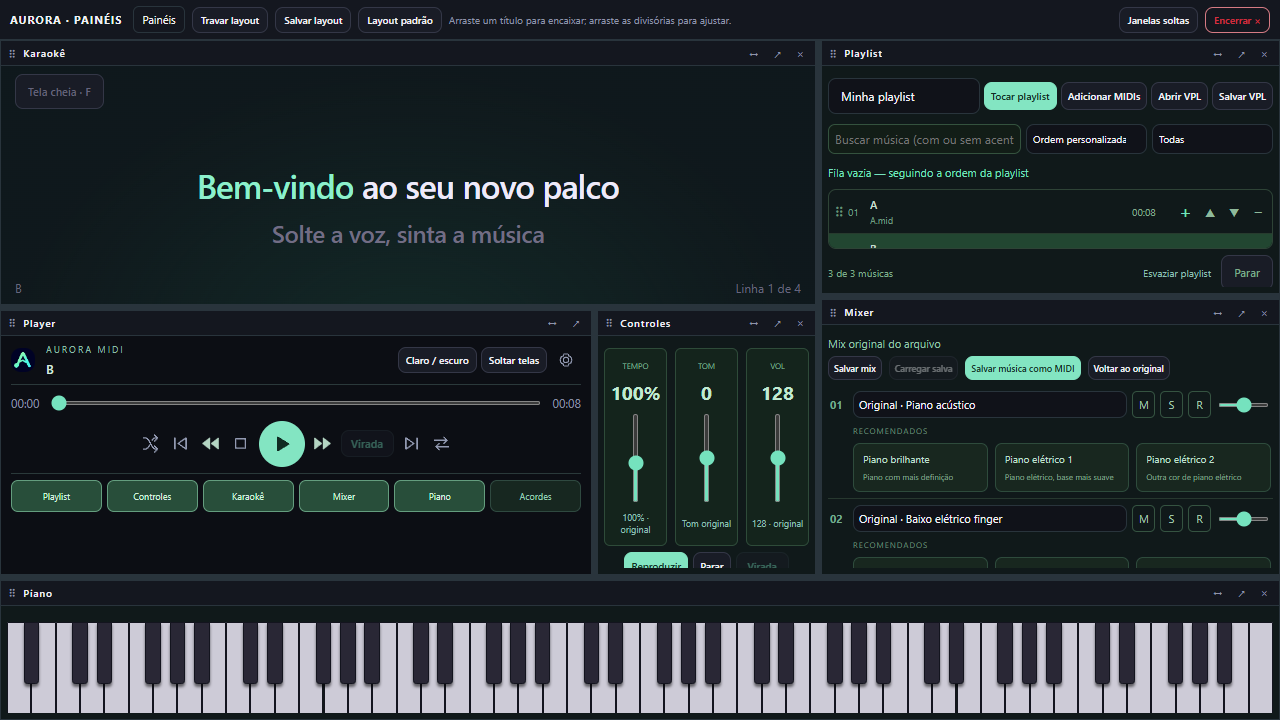 AURORA · PAINÉIS
Painéis
Travar layout
Salvar layout
Layout padrão
Arraste um título para encaixar; arraste as divisórias para ajustar.
Janelas soltas
Encerrar ×
Karaokê
Tela cheia · F
Bem-vindo ao seu novo palco
Solte a voz, sinta a música
B
Linha 1 de 4
Playlist
Minha playlist
Tocar playlist
Adicionar MIDIs
Abrir VPL
Salvar VPL
Buscar música (com ou sem acent
Ordem personalizada
Todas
Fila vazia — seguindo a ordem da playlist
01
A
A.mid
00:08
3 de 3 músicas
Esvaziar playlist
Parar
Player
AURORA MIDI
B
Claro / escuro
Soltar telas
00:00
00:08
Virada
Playlist
Controles
Karaokê
Mixer
Piano
Acordes
Controles
TEMPO
100%
100% ·
original
TOM
0
Tom original
VOL
128
128 · original
Reproduzir
Parar
Virada
Mixer
Mix original do arquivo
Salvar mix
Carregar salva
Salvar música como MIDI
Voltar ao original
01
Original · Piano acústico
M
S
R
RECOMENDADOS
Piano brilhante
Piano com mais definição
Piano elétrico 1
Piano elétrico, base mais suave
Piano elétrico 2
Outra cor de piano elétrico
02
Original · Baixo elétrico finger
M
S
R
RECOMENDADOS
Piano